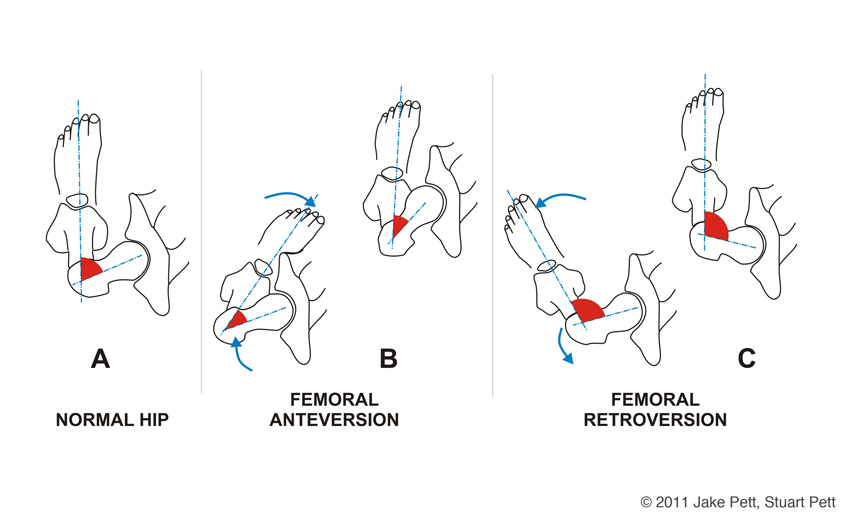 A
B
C
NORMAL HIP
FEMORAL
ANTEVERSION
FEMORAL
RETROVERSION
© 2011 Jake Pett, Stuart Pett